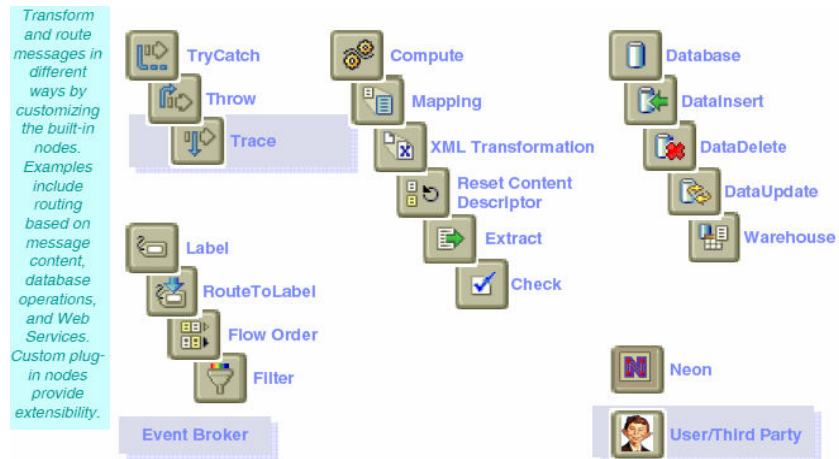 Transform
and route
messages in
different
ways by
customizing
the built-in
nodes.
Examples
include
routing
based on
message
content,
database
operations,
and Web
Services.
Custom plug-
in nodes
provide
extensibility.
TryCatch
Throw
Trace
Label
RouteToLabel
Flow Order
Filter
Event Broker
Compute
Mapping
XML Transformation
Reset Content
Descriptor
Extract
Check
Database
DataInsert
DataDelete
DataUpdate
Warehouse
Neon
User/Third Party